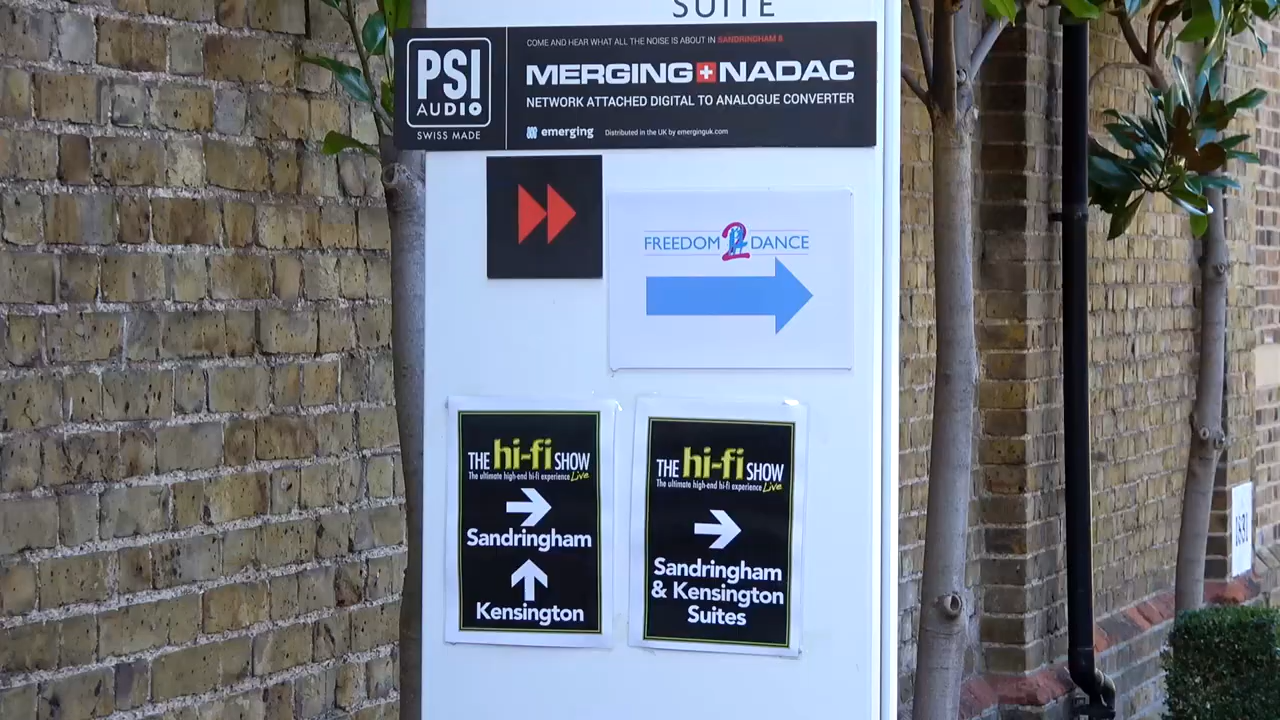 SUITE
COME AND HEAR WHAT ALL THE NOISE IS ABOUT IN SANDRINGHAM 8
PSI
AUDIO
SWISS MADE
MERGING NADAC
NETWORK ATTACHED DIGITAL TO ANALOGUE CONVERTER
emerging Distributed in the UK by emerginguk.com
FREEDOM 2 DANCE
THE hi-fi SHOW
The ultimate high-end hi-fi experience Live
Sandringham
Kensington
THE hi-fi SHOW
The ultimate high-end hi-fi experience Live
Sandringham
& Kensington
Suites
1881